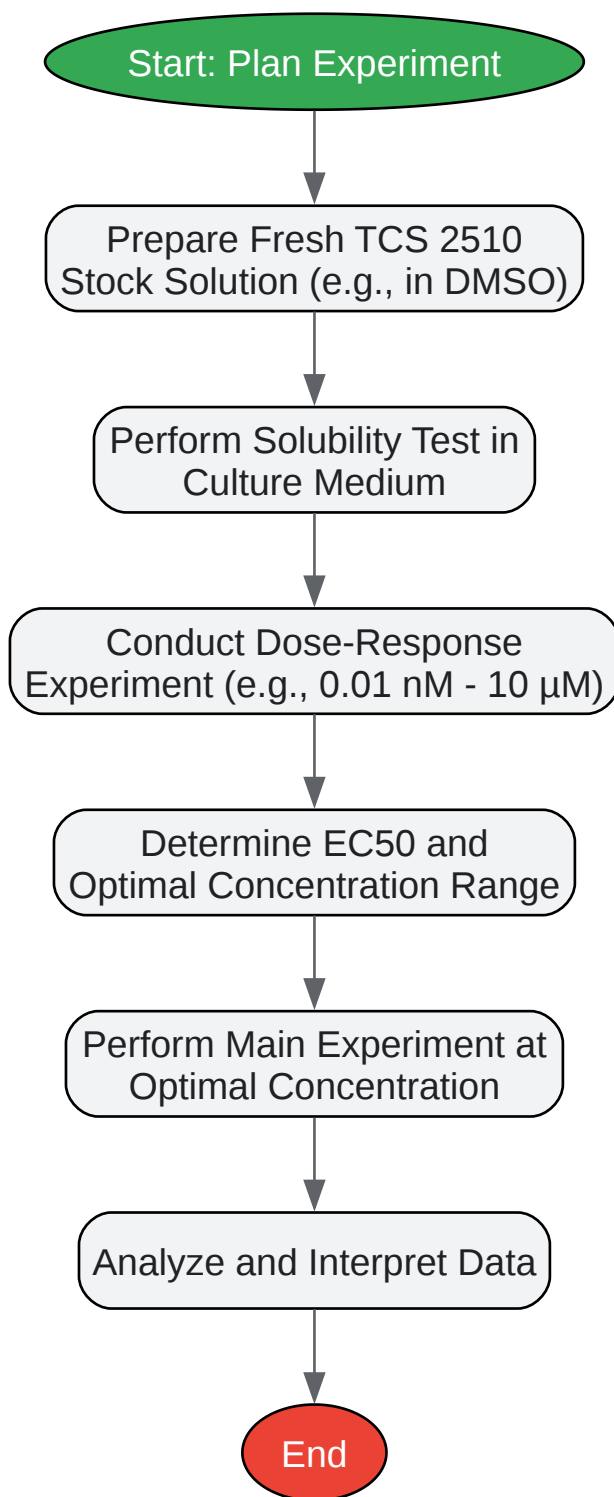 Start: Plan Experiment
Prepare Fresh TCS 2510
Stock Solution (e.g., in DMSO)
Perform Solubility Test in
Culture Medium
Conduct Dose-Response
Experiment (e.g., 0.01 nM - 10 µM)
Determine EC50 and
Optimal Concentration Range
Perform Main Experiment at
Optimal Concentration
Analyze and Interpret Data
End